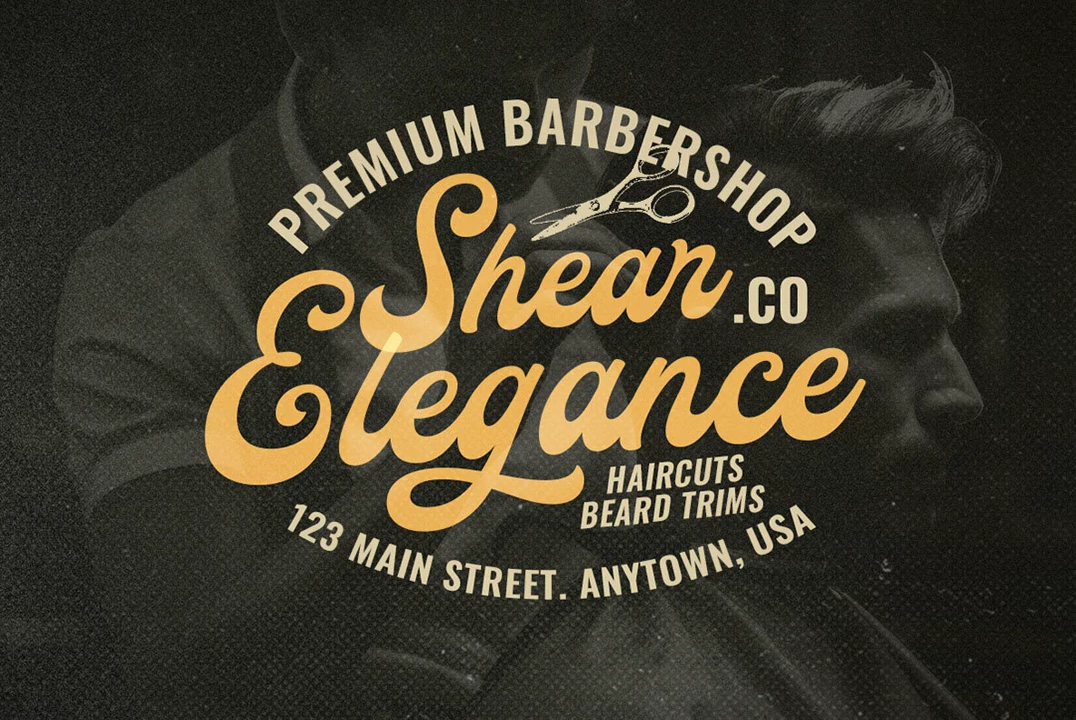 PREMIUM BARBERSHOP
Shear
.CO
Elegance
HAIRCUTS
BEARD TRIMS
123 MAIN STREET. ANYTOWN, USA